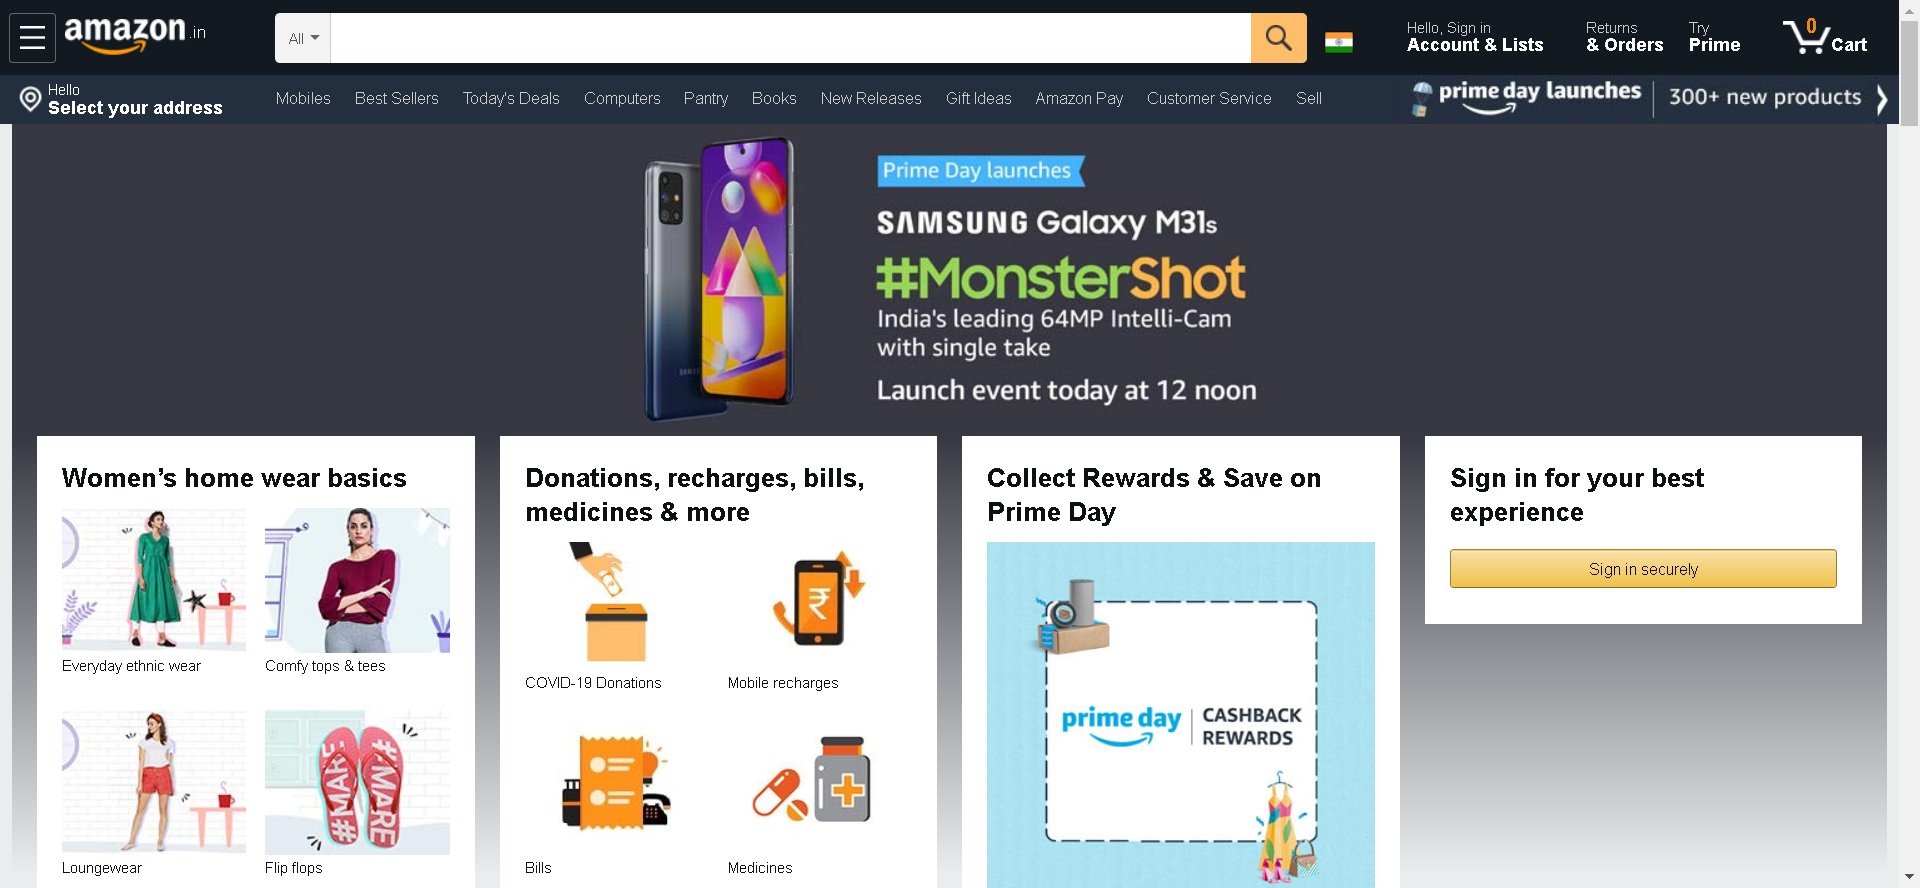 amazon.in
All
Hello, Sign in
Account & Lists
Returns
& Orders
Try
Prime
0
Cart
Hello
Select your address
Mobiles
Best Sellers
Today's Deals
Computers
Pantry
Books
New Releases
Gift Ideas
Amazon Pay
Customer Service
Sell
prime day launches
300+ new products
Prime Day launches
SAMSUNG Galaxy M31s
#MonsterShot
India's leading 64MP Intelli-Cam
with single take
Launch event today at 12 noon
Women’s home wear basics
Everyday ethnic wear
Comfy tops & tees
Loungewear
#MAKE
#MARE
Flip flops
Donations, recharges, bills,
medicines & more
COVID-19 Donations
Mobile recharges
Bills
Medicines
Collect Rewards & Save on
Prime Day
prime day
CASHBACK
REWARDS
Sign in for your best
experience
Sign in securely